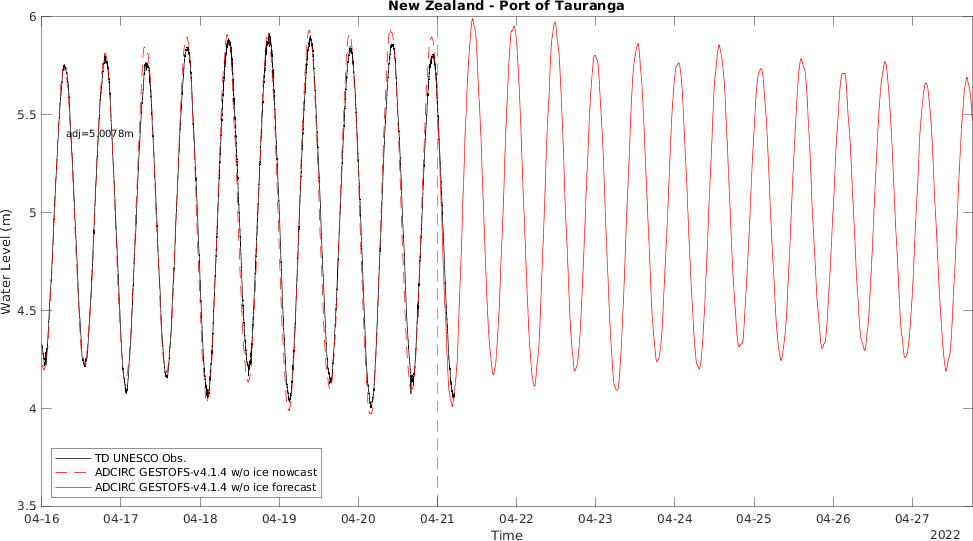 New Zealand - Port of Tauranga
6
5.5
adj=5.0078m
5
Water Level (m)
4.5
4
TD UNESCO Obs.
ADCIRC GESTOFS-v4.1.4 w/o ice nowcast
ADCIRC GESTOFS-v4.1.4 w/o ice forecast
3.5
04-16 04-17 04-18 04-19 04-20 04-21 04-22 04-23 04-24 04-25 04-26 04-27
Time
2022